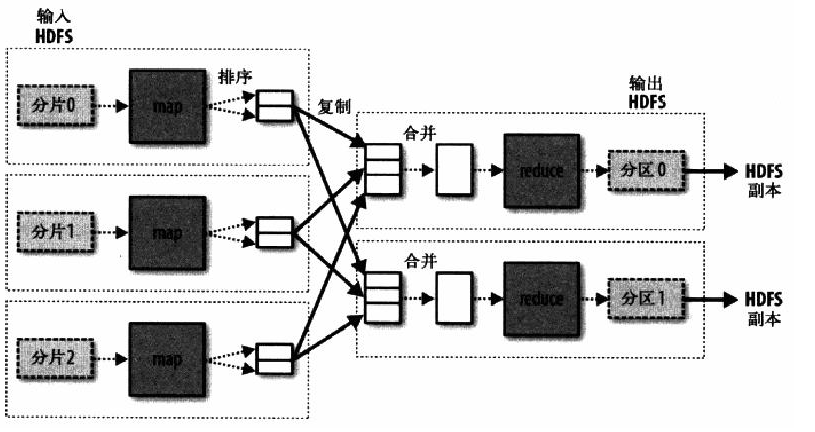 输入
HDFS
分片0
map
排序
复制
分片1
map
分片2
map
输出
HDFS
合并
reduce
分区0
HDFS
副本
合并
reduce
分区1
HDFS
副本